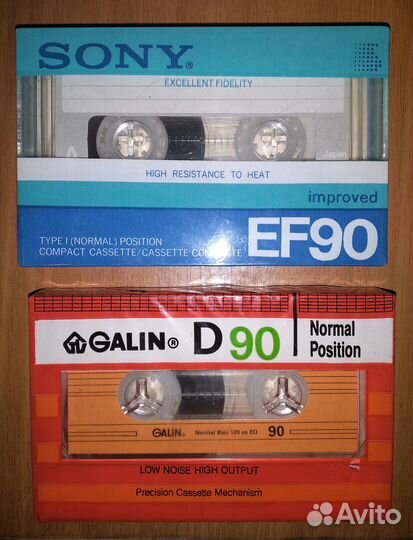 SONY
EXCELLENT FIDELITY
A
Japan
HIGH RESISTANCE TO HEAT
improved
TYPE I (NORMAL) POSITION
COMPACT CASSETTE/CASSETTE COMPACTE
EF90
GALIN® D 90 Normal Position
GALIN® Normal Bias 120 us EQ 90
LOW NOISE HIGH OUTPUT
Precision Cassette Mechanism
Avito